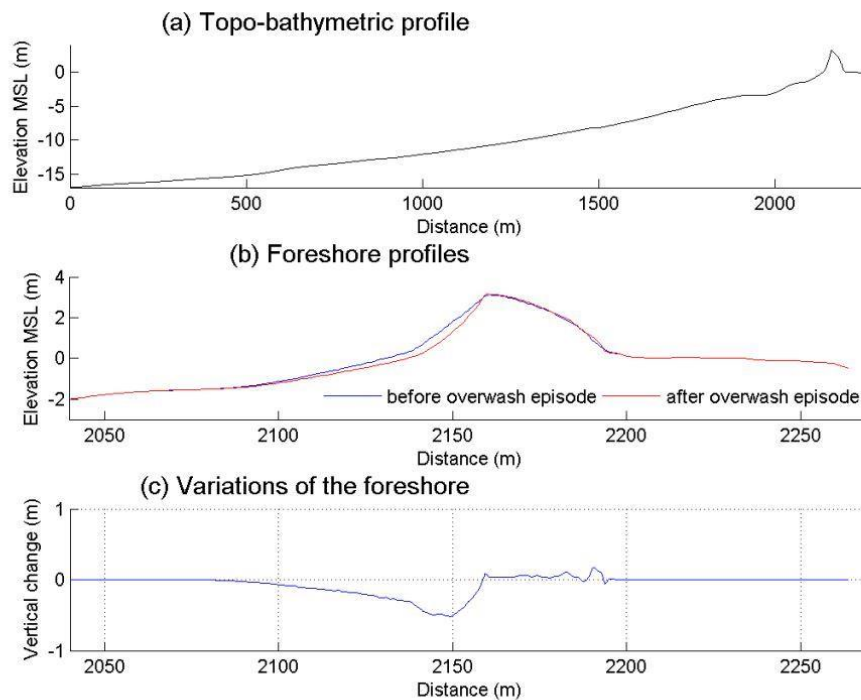 (a) Topo-bathymetric profile
Elevation MSL (m)
0
-5
-10
-15
0 500 1000 1500 2000
Distance (m)
(b) Foreshore profiles
Elevation MSL (m)
4
2
0
-2
before overwash episode after overwash episode
2050 2100 2150 2200 2250
Distance (m)
(c) Variations of the foreshore
Vertical change (m)
1
0
-1
2050 2100 2150 2200 2250
Distance (m)